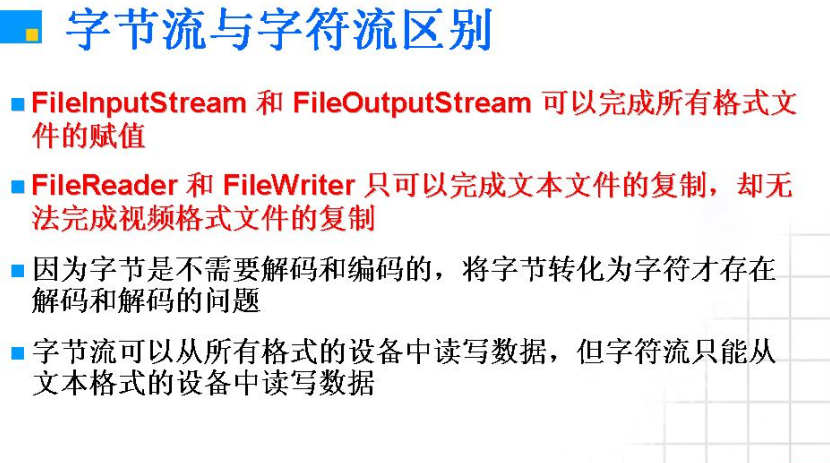 字节流与字符流区别
FileInputStream 和 FileOutputStream 可以完成所有格式文
件的赋值
FileReader 和 FileWriter 只可以完成文本文件的复制，却无
法完成视频格式文件的复制
因为字节是不需要解码和编码的，将字节转化为字符才存在
解码和解码的问题
字节流可以从所有格式的设备中读写数据，但字符流只能从
文本格式的设备中读写数据